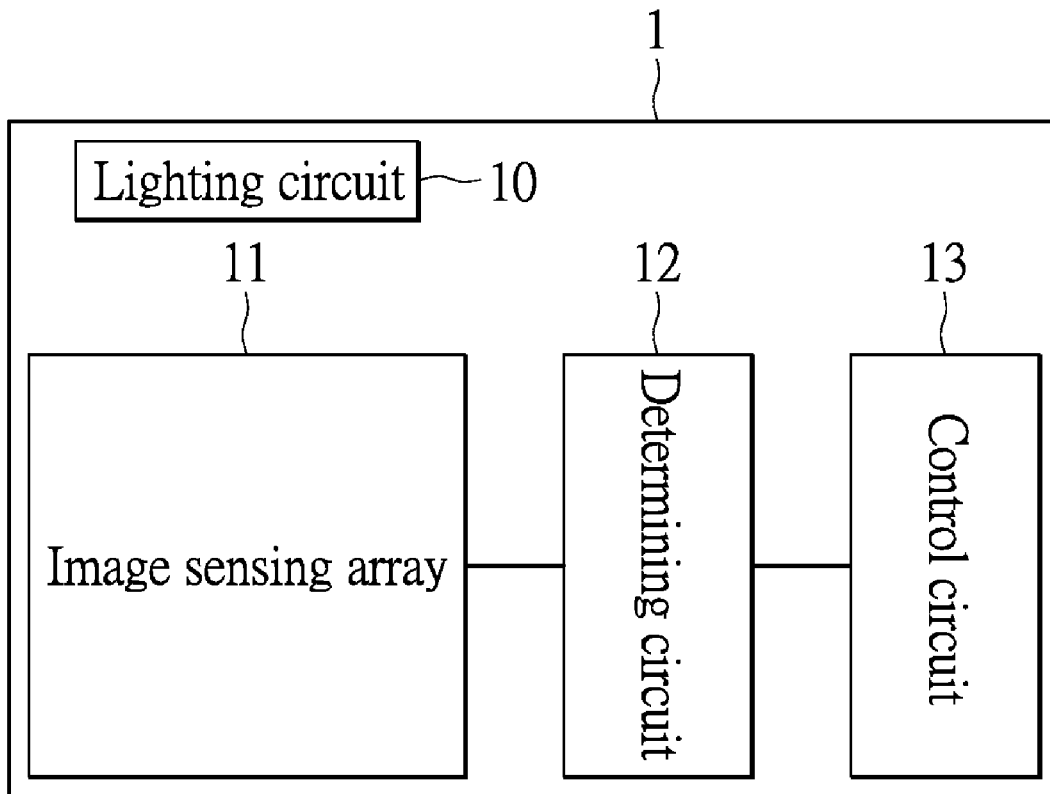 1
Lighting circuit
10
11
12
13
Image sensing array
Determining circuit
Control circuit